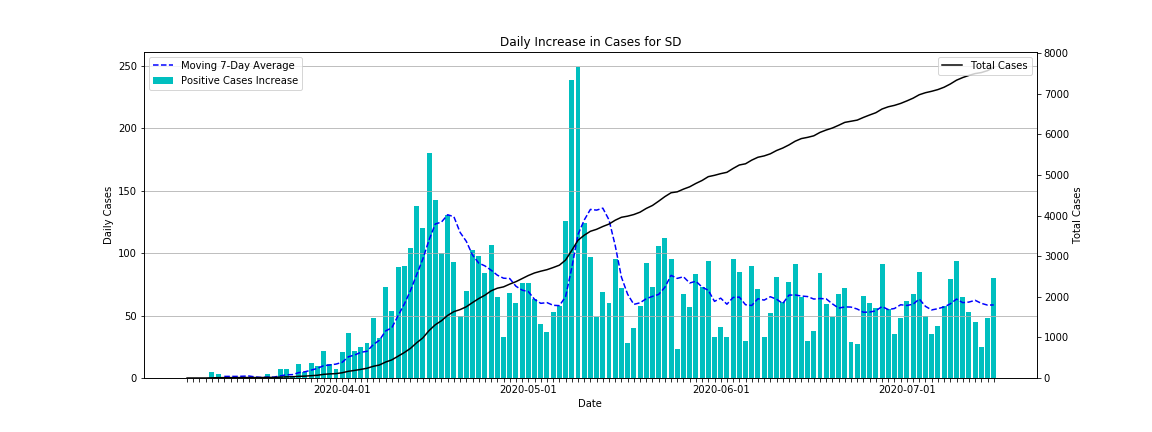 Daily Increase in Cases for SD
Moving 7-Day Average
Positive Cases Increase
Total Cases
250
200
150
100
50
0
Daily Cases
8000
7000
6000
5000
4000
3000
2000
1000
0
Total Cases
2020-04-01
2020-05-01
2020-06-01
2020-07-01
Date